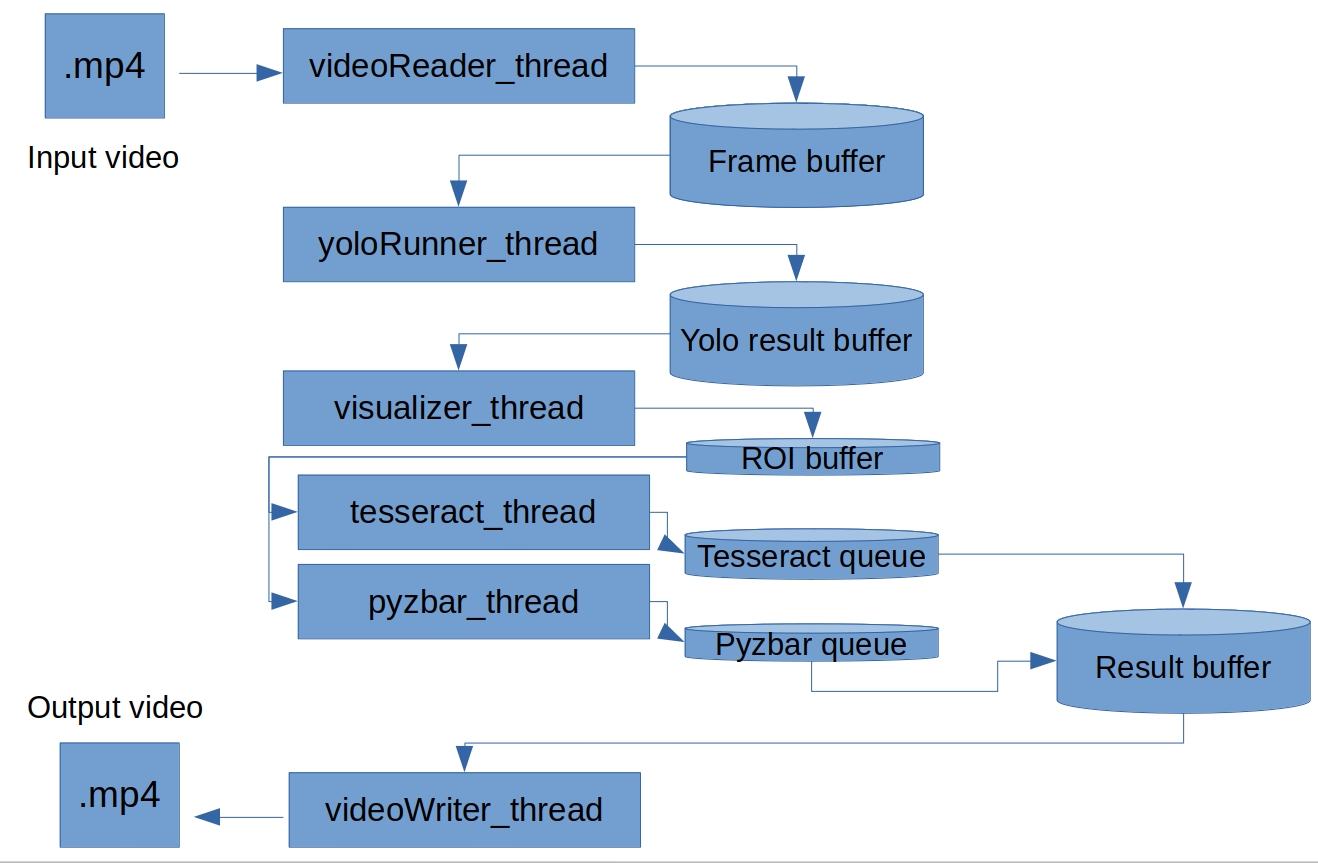 .mp4
videoReader_thread
Input video
Frame buffer
yoloRunner_thread
Yolo result buffer
visualizer_thread
ROI buffer
tesseract_thread
Tesseract queue
pyzbar_thread
Pyzbar queue
Result buffer
Output video
.mp4
videoWriter_thread